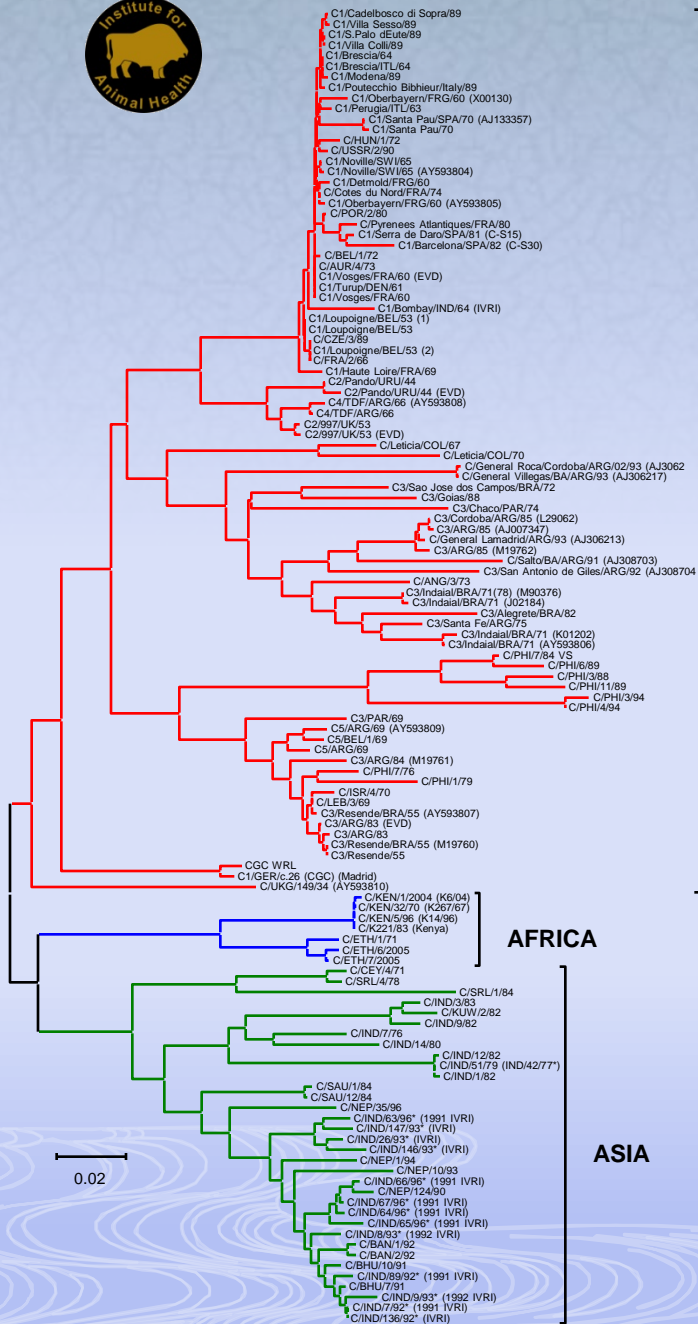 Institute for
Animal Health
C1/Cadelbosco di Sopra/89
C1/Villa Sesso/89
C1/S.Palo dEute/89
C1/Villa Colli/89
C1/Brescia/64
C1/Brescia/ITL/64
C1/Modena/89
C1/Poutecchio Bibhieur/Italy/89
C1/Oberbayern/FRG/60 (X00130)
C1/Perugia/ITL/63
C1/Santa Pau/SPA/70 (AJ133357)
C1/Santa Pau/70
C/HUN/1/72
C/USSR/2/90
C1/Noville/SWI/65
C1/Noville/SWI/65 (AY593804)
C1/Detmold/FRG/60
C/Cotes du Nord/FRA/74
C1/Oberbayern/FRG/60 (AY593805)
C/POR/2/80
C/Pyrenees Atlantiques/FRA/80
C1/Serra de Daro/SPA/81 (C-S15)
C1/Barcelona/SPA/82 (C-S30)
C/BEL/1/72
C/AUR/4/73
C1/Vosges/FRA/60 (EVD)
C1/Turup/DEN/61
C1/Vosges/FRA/60
C1/Bombay/IND/64 (IVRI)
C1/Loupoigne/BEL/53 (1)
C1/Loupoigne/BEL/53
C/CZE/3/89
C1/Loupoigne/BEL/53 (2)
C/FRA/2/66
C1/Haute Loire/FRA/69
C2/Pando/URU/44
C2/Pando/URU/44 (EVD)
C4/TDF/ARG/66 (AY593808)
C4/TDF/ARG/66
C2/997/UK/53
C2/997/UK/53 (EVD)
C/Leticia/COL/67
C/Leticia/COL/70
C/General Roca/Cordoba/ARG/02/93 (AJ3062
C/General Villegas/BA/ARG/93 (AJ306217)
C3/Sao Jose dos Campos/BRA/72
C3/Goias/88
C3/Chaco/PAR/74
C3/Cordoba/ARG/85 (L29062)
C3/ARG/85 (AJ007347)
C/General Lamadrid/ARG/93 (AJ306213)
C3/ARG/85 (M19762)
C/Salto/BA/ARG/91 (AJ308703)
C3/San Antonio de Giles/ARG/92 (AJ308704
C/ANG/3/73
C3/Indaial/BRA/71(78) (M90376)
C3/Indaial/BRA/71 (J02184)
C3/Alegrete/BRA/82
C3/Santa Fe/ARG/75
C3/Indaial/BRA/71 (K01202)
C3/Indaial/BRA/71 (AY593806)
C/PHI/7/84 VS
C/PHI/6/89
C/PHI/3/88
C/PHI/11/89
C/PHI/3/94
C/PHI/4/94
C3/PAR/69
C5/ARG/69 (AY593809)
C5/BEL/1/69
C5/ARG/69
C3/ARG/84 (M19761)
C/PHI/7/76
C/PHI/1/79
C/ISR/4/70
C/LEB/3/69
C3/Resende/BRA/55 (AY593807)
C3/ARG/83 (EVD)
C3/ARG/83
C3/Resende/BRA/55 (M19760)
C3/Resende/55
CGC WRL
C1/GER/c.26 (CGC) (Madrid)
C/UKG/149/34 (AY593810)
C/KEN/1/2004 (K6/04)
C/KEN/32/70 (K267/67)
C/KEN/5/96 (K14/96)
C/K221/83 (Kenya)
AFRICA
C/ETH/1/71
C/ETH/6/2005
C/ETH/7/2005
C/CEY/4/71
C/SRL/4/78
C/SRL/1/84
C/IND/3/83
C/KUW/2/82
C/IND/9/82
C/IND/7/76
C/IND/14/80
C/IND/12/82
C/IND/51/79 (IND/42/77*)
C/IND/1/82
C/SAU/1/84
C/SAU/12/84
C/NEP/35/96
C/IND/63/96* (1991 IVRI)
C/IND/147/93* (IVRI)
C/IND/26/93* (IVRI)
C/IND/146/93* (IVRI)
ASIA
C/NEP/1/94
C/NEP/10/93
0.02
C/IND/66/96* (1991 IVRI)
C/NEP/124/90
C/IND/67/96* (1991 IVRI)
C/IND/64/96* (1991 IVRI)
C/IND/65/96* (1991 IVRI)
C/IND/8/93* (1992 IVRI)
C/BAN/1/92
C/BAN/2/92
C/BHU/10/91
C/IND/89/92* (1991 IVRI)
C/BHU/7/91
C/IND/9/93* (1992 IVRI)
C/IND/7/92* (1991 IVRI)
C/IND/136/92* (IVRI)